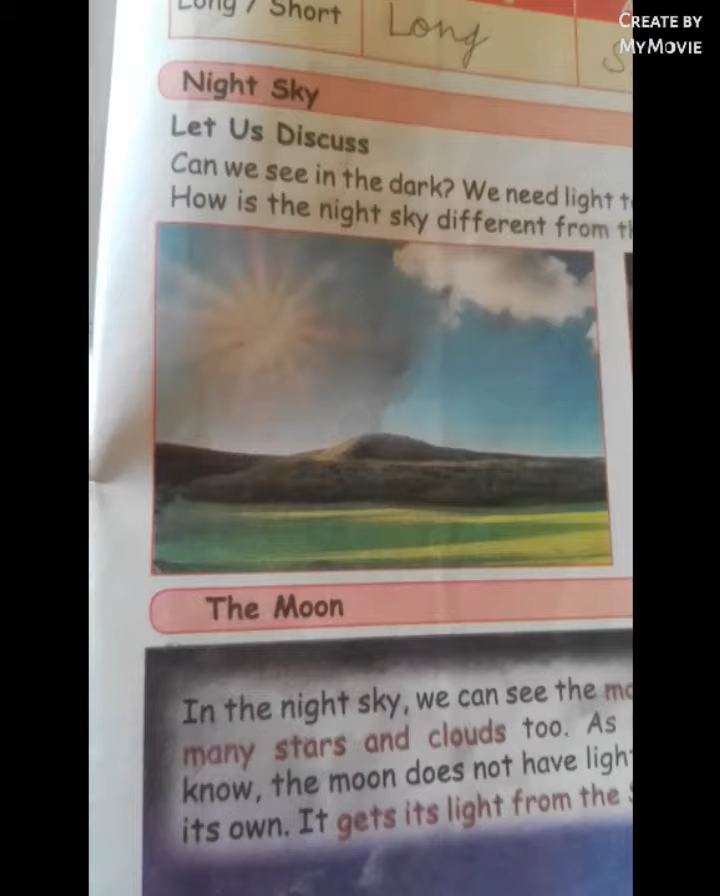 CREATE BY
MYMOVIE
Long / Short
Long
Night Sky
Let Us Discuss
Can we see in the dark? We need light
How is the night sky different from
The Moon
In the night sky, we can see the
many stars and clouds too. As
know, the moon does not have
its own. It gets its light from the